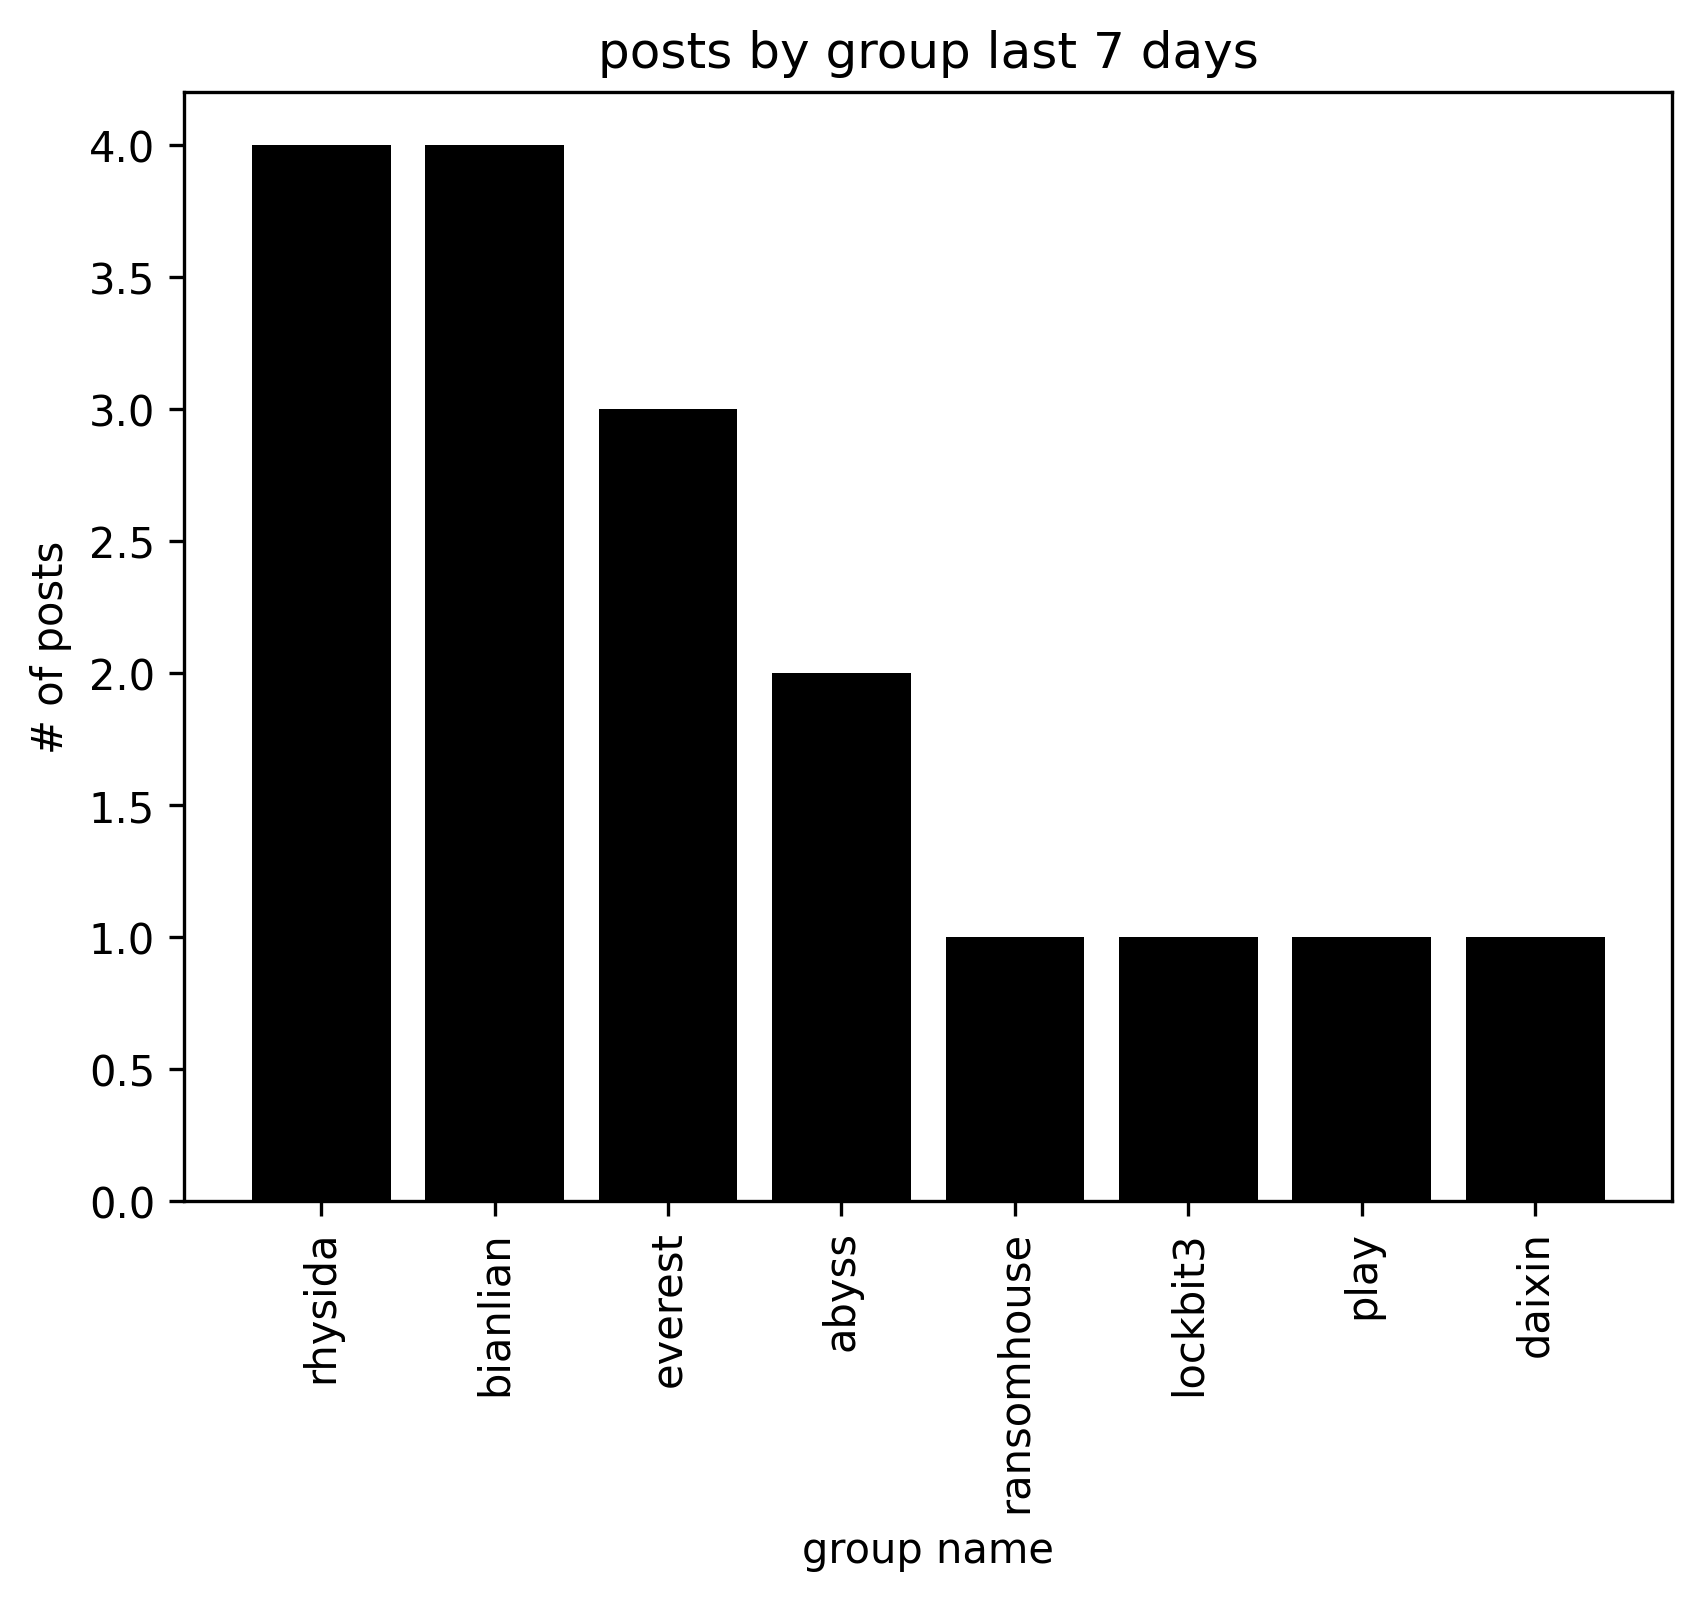 posts by group last 7 days
4.0
3.5
3.0
2.5
2.0
1.5
1.0
0.5
0.0
# of posts
rhysida
bianlian
everest
abyss
ransomhouse
lockbit3
play
daixin
group name